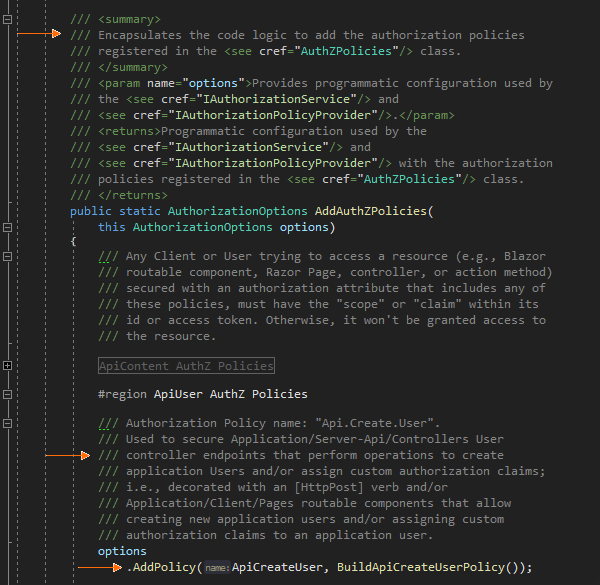 /// <summary>
/// Encapsulates the code logic to add the authorization policies
/// registered in the <see cref="AuthZPolicies"/> class.
/// </summary>
/// <param name="options">Provides programmatic configuration used by
/// the <see cref="IAuthorizationService"/> and
/// <see cref="IAuthorizationPolicyProvider"/>.</param>
/// <returns>Programmatic configuration used by the
/// <see cref="IAuthorizationService"/> and
/// <see cref="IAuthorizationPolicyProvider"/> with the authorization
/// policies registered in the <see cref="AuthZPolicies"/> class.
/// </returns>
public static AuthorizationOptions AddAuthZPolicies(
this AuthorizationOptions options)
{
/// Any Client or User trying to access a resource (e.g., Blazor
/// routable component, Razor Page, controller, or action method)
/// secured with an authorization attribute that includes any of
/// these policies, must have the "scope" or "claim" within its
/// id or access token. Otherwise, it won't be granted access to
/// the resource.
ApiContent AuthZ Policies
#region ApiUser AuthZ Policies
/// Authorization Policy name: "Api.Create.User".
/// Used to secure Application/Server-Api/Controllers User
/// controller endpoints that perform operations to create
/// application Users and/or assign custom authorization claims;
/// i.e., decorated with an [HttpPost] verb and/or
/// Application/Client/Pages routable components that allow
/// creating new application users and/or assigning custom
/// authorization claims to an application user.
options
.AddPolicy(name:ApiCreateUser, BuildApiCreateUserPolicy());